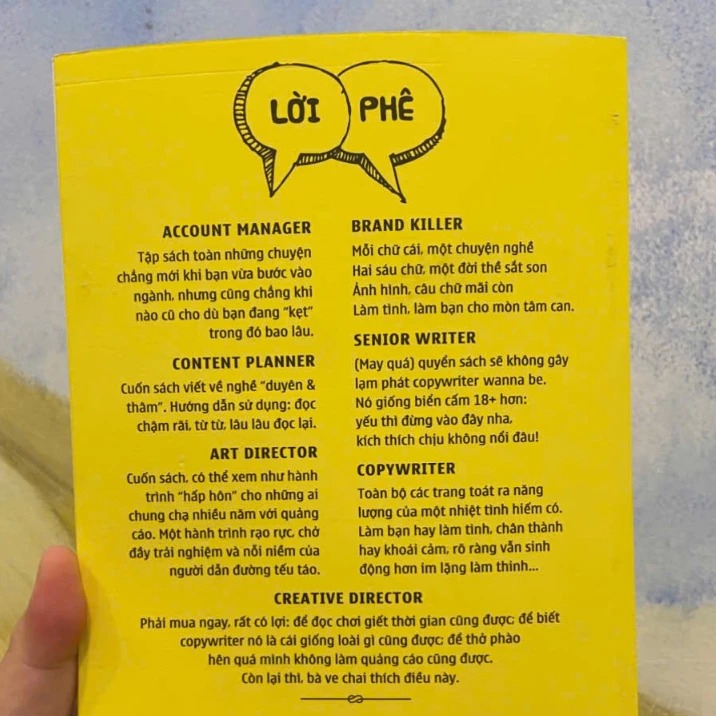 LỜI PHÊ
ACCOUNT MANAGER
Tập sách toàn những chuyện
chẳng mới khi bạn vừa bước vào
ngành, nhưng cũng chẳng khi
nào cũ cho dù bạn đang "kẹt"
trong đó bao lâu.
CONTENT PLANNER
Cuốn sách viết về nghề "duyên &
thâm". Hướng dẫn sử dụng: đọc
chậm rãi, từ từ, lâu lâu đọc lại.
ART DIRECTOR
Cuốn sách, có thể xem như hành
trình "hấp hôn" cho những ai
chung chạ nhiều năm với quảng
cáo. Một hành trình rạo rực, chở
đầy trải nghiệm và nỗi niềm của
người dẫn đường tếu táo.
BRAND KILLER
Mỗi chữ cái, một chuyện nghề
Hai sáu chữ, một đời thề sắt son
Ảnh hình, câu chữ mãi còn
Làm tình, làm bạn cho mòn tâm can.
SENIOR WRITER
(May quá) quyển sách sẽ không gây
lạm phát copywriter wanna be.
Nó giống biển cấm 18+ hơn:
yếu thì đừng vào đây nha,
kích thích chịu không nổi đâu!
COPYWRITER
Toàn bộ các trang toát ra năng
lượng của một nhiệt tình hiếm có.
Làm bạn hay làm tình, chân thành
hay khoái cảm, rõ ràng vẫn sinh
động hơn im lặng làm thinh...
CREATIVE DIRECTOR
Phải mua ngay, rất có lợi: để đọc chơi giết thời gian cũng được; để biết
copywriter nó là cái giống loài gì cũng được; để thở phào
hên quá mình không làm quảng cáo cũng được.
Còn lại thì, bà ve chai thích điều này.